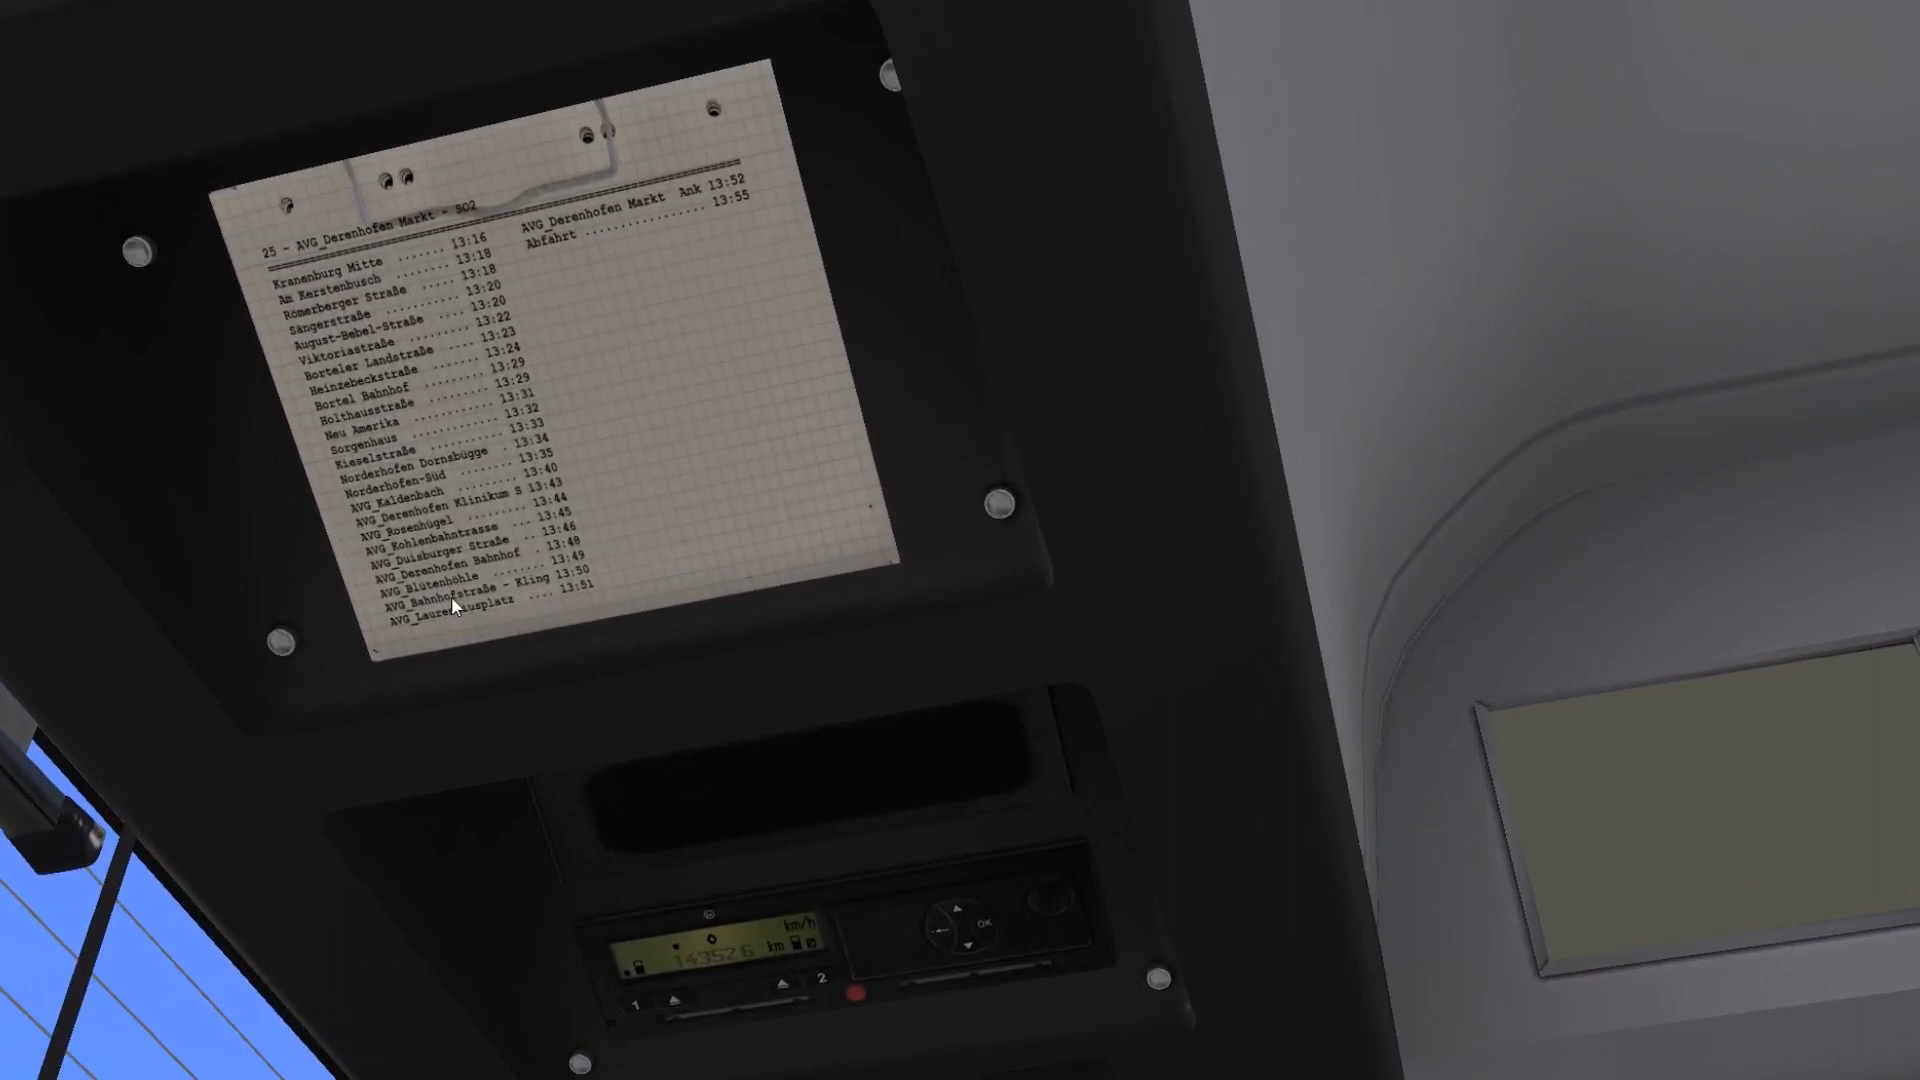 25 - AVG_Derenhofen Markt - SO2
==================================================
Kranenburg Mitte ....... 13:16
Am Kerstenbusch ........ 13:18
Römerberger Straße ..... 13:18
Sängerstraße ........... 13:20
August-Bebel-Straße .... 13:20
Viktoriastraße ......... 13:22
Borteler Landstraße .... 13:23
Heinzebeckstraße ....... 13:24
Bortel Bahnhof ......... 13:29
Holthausstraße ......... 13:29
Neu Amerika ............ 13:31
Sorgenhaus ............. 13:32
Kieselstraße ........... 13:33
Norderhofen Dornsbügge . 13:34
Norderhofen-Süd ........ 13:35
AVG_Kaldenbach ......... 13:40
AVG_Derenhofen Klinikum S 13:43
AVG_Rosenhügel ......... 13:44
AVG_Kohlenbahntrasse ... 13:45
AVG_Duisburger Straße .. 13:46
AVG_Derenhofen Bahnhof . 13:48
AVG_Blütenhöhle ........ 13:49
AVG_Bahnhofstraße - Kling 13:50
AVG_Laurentiusplatz .... 13:51
AVG_Derenhofen Markt Ank 13:52
Abfahrt ................ 13:55
km/h
143526 km
OK
1 2